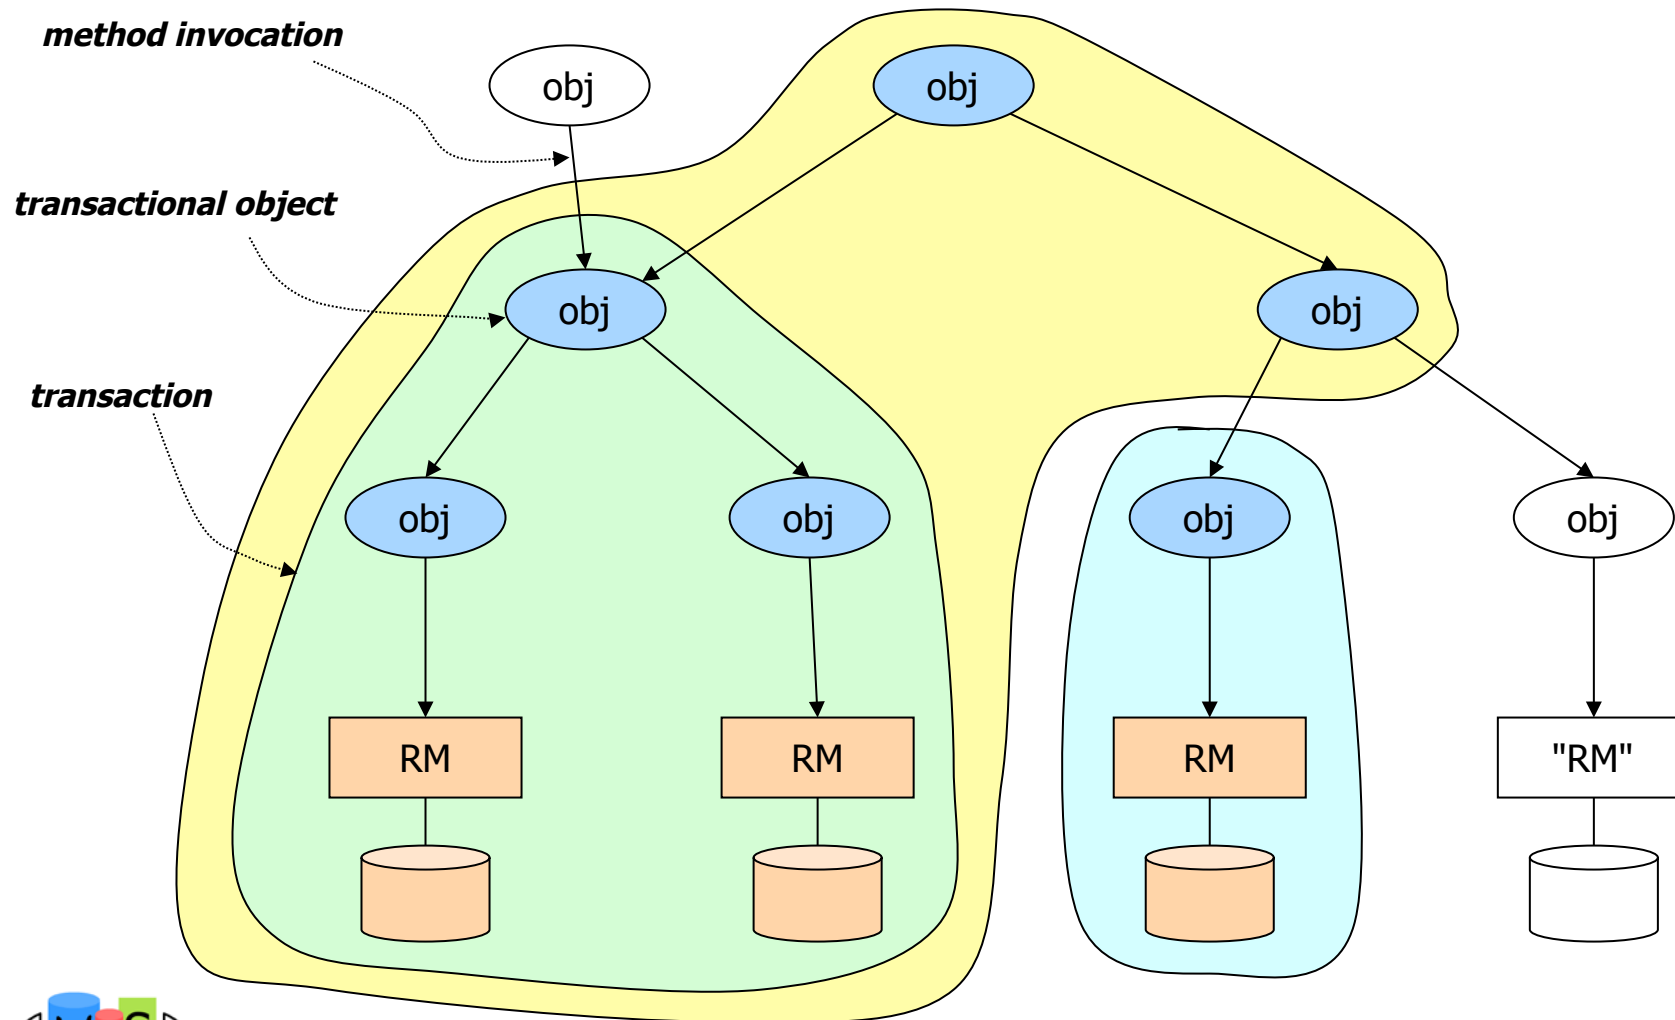 method invocation
obj
obj
transactional object
obj
obj
transaction
obj
obj
obj
obj
RM
RM
RM
"RM"